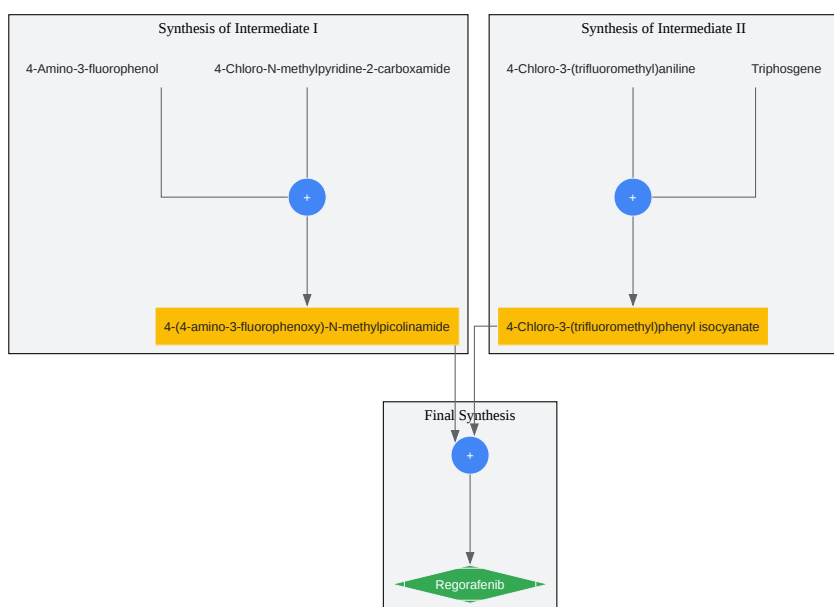 Synthesis of Intermediate I
4-Amino-3-fluorophenol
4-Chloro-N-methylpyridine-2-carboxamide
+
4-(4-amino-3-fluorophenoxy)-N-methylpicolinamide
Synthesis of Intermediate II
4-Chloro-3-(trifluoromethyl)aniline
Triphosgene
+
4-Chloro-3-(trifluoromethyl)phenyl isocyanate
Final Synthesis
+
Regorafenib